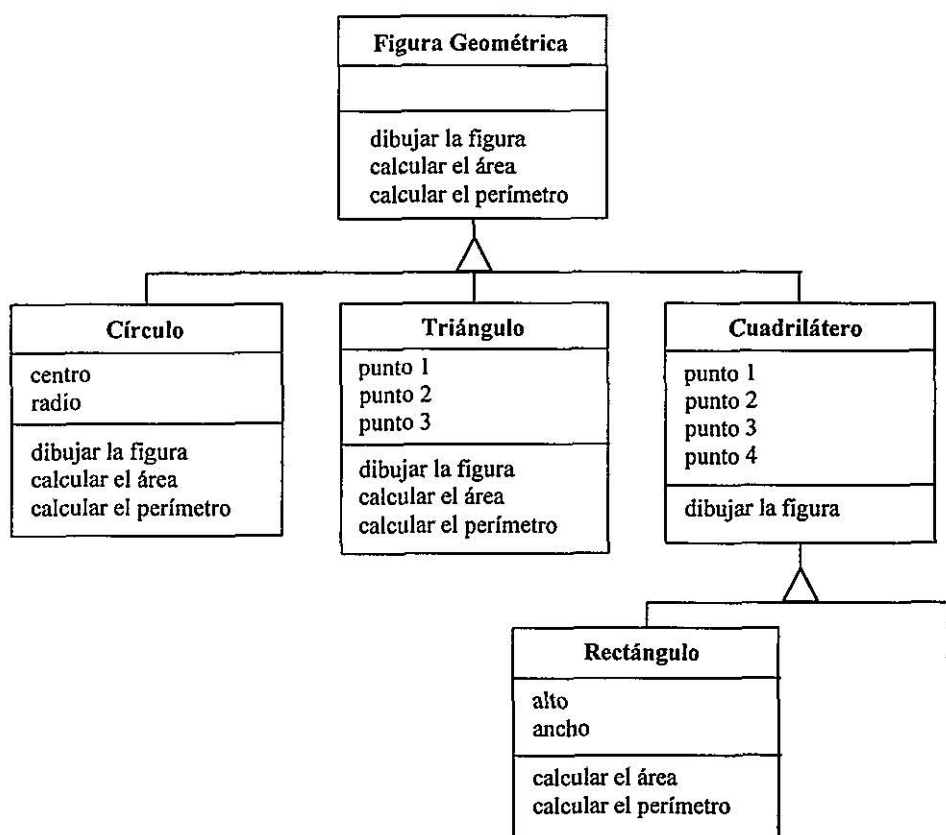 Figura Geométrica
dibujar la figura
calcular el área
calcular el perímetro
Círculo
centro
radio
dibujar la figura
calcular el área
calcular el perímetro
Triángulo
punto 1
punto 2
punto 3
dibujar la figura
calcular el área
calcular el perímetro
Cuadrilátero
punto 1
punto 2
punto 3
punto 4
dibujar la figura
Rectángulo
alto
ancho
calcular el área
calcular el perímetro